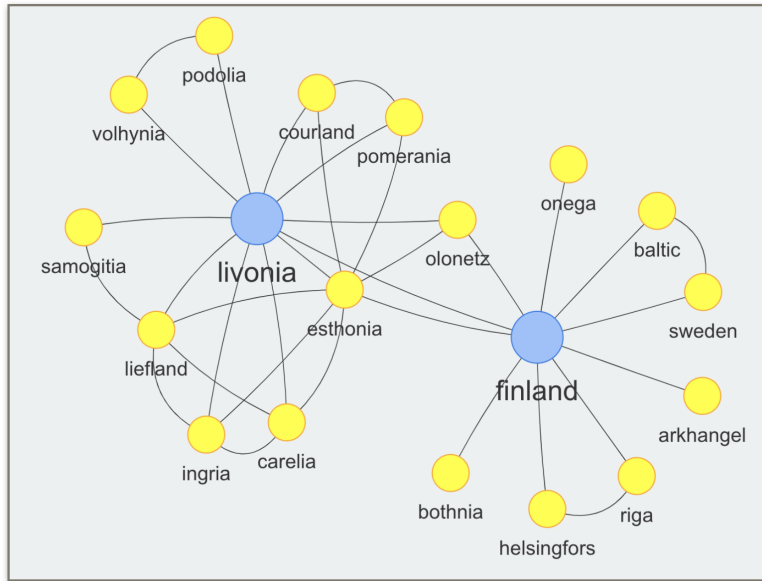 podolia
volhynia
courland
pomerania
onega
baltic
olonetz
samogitia
livonia
esthonia
sweden
liefland
finland
arkhangel
carelia
ingria
bothnia
riga
helsingfors